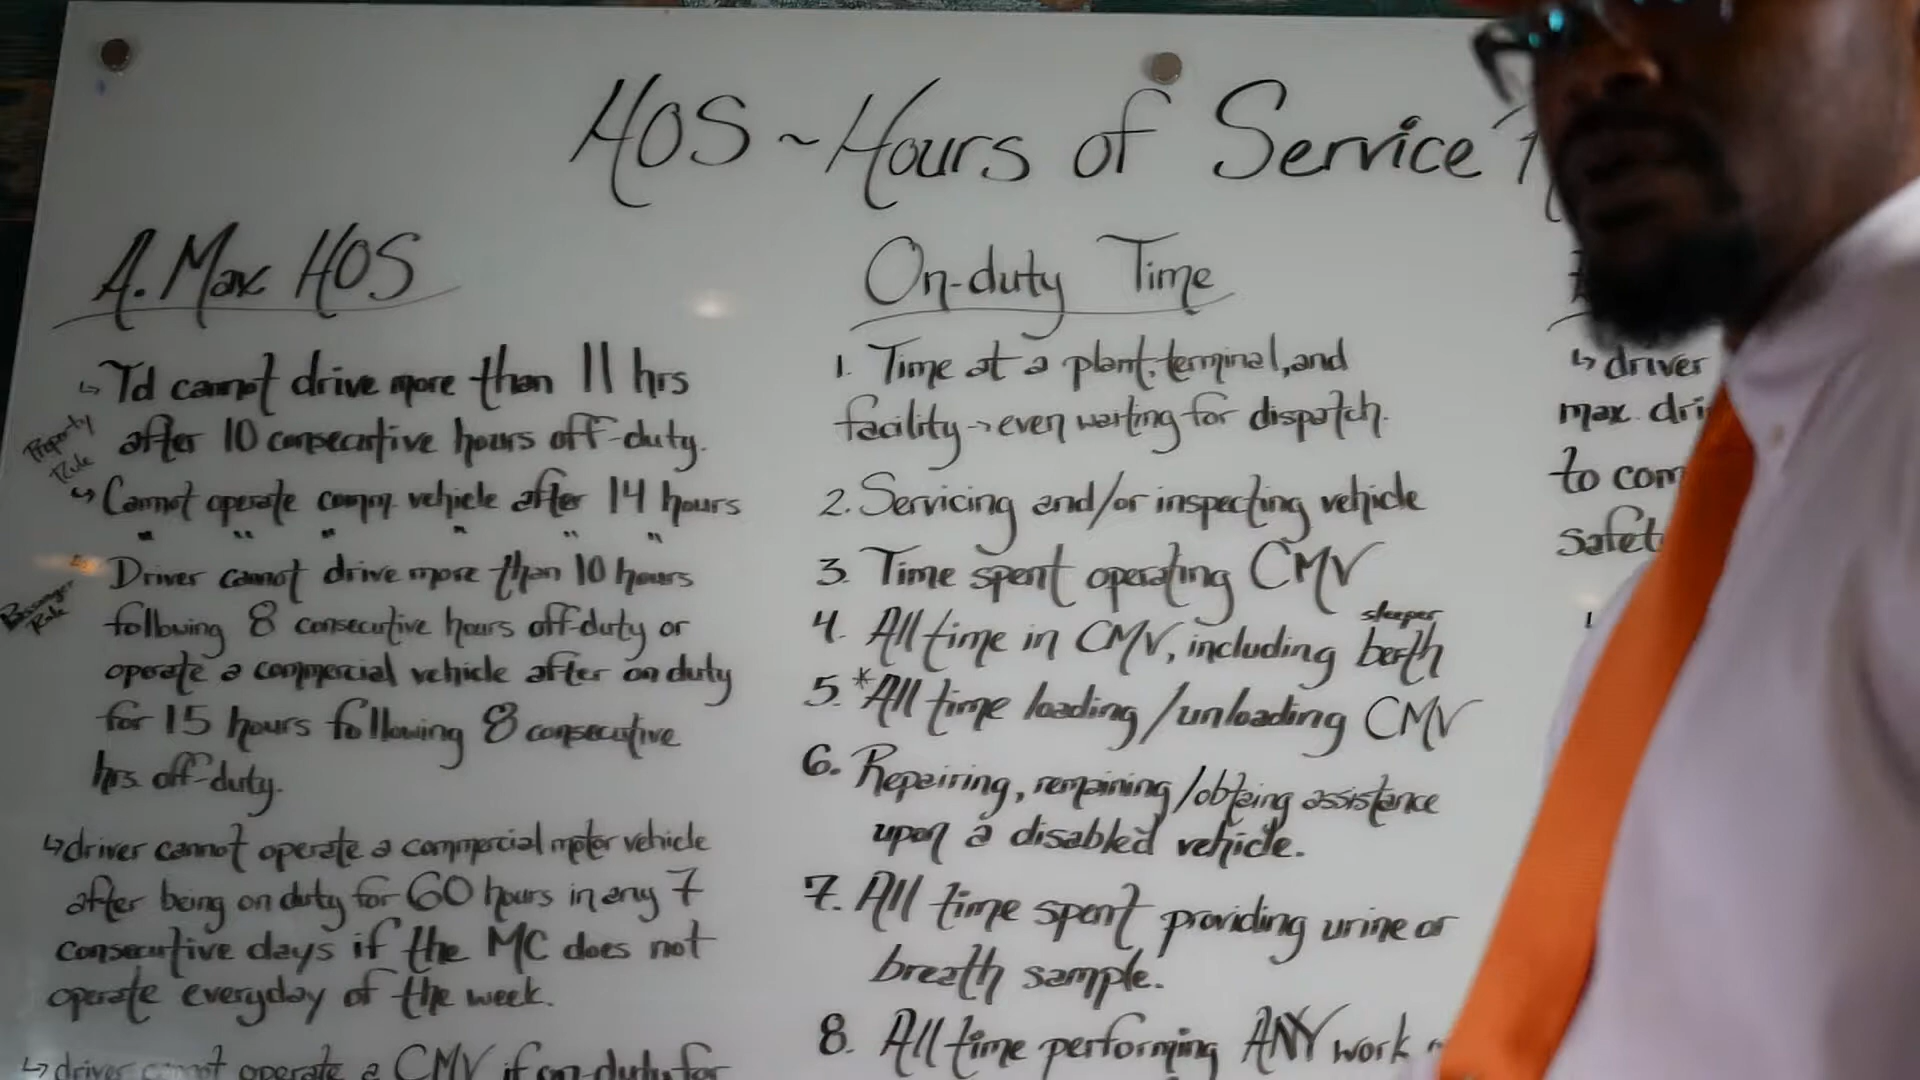 HOS ~ Hours of Service
A. Max HOS
↳ Td cannot drive more than 11 hrs
after 10 consecutive hours off-duty.
Property
Rule
↳ Cannot operate comm. vehicle after 14 hours
" " " " " "
Driver cannot drive more than 10 hours
Passenger
Rule
following 8 consecutive hours off-duty or
operate a commercial vehicle after on duty
for 15 hours following 8 consecutive
hrs. off-duty.
↳ driver cannot operate a commercial motor vehicle
after being on duty for 60 hours in any 7
consecutive days if the MC does not
operate everyday of the week.
↳ driver cannot operate a CMV if on-duty for
On-duty Time
1. Time at a plant, terminal, and
facility → even waiting for dispatch.
2. Servicing and/or inspecting vehicle
3. Time spent operating CMV
4. All time in CMV, including sleeper berth
5. *All time loading/unloading CMV
6. Repairing, remaining/obtaing assistance
upon a disabled vehicle.
7. All time spent providing urine or
breath sample.
8. All time performing ANY work
↳ driver
max. dri
to com
safet